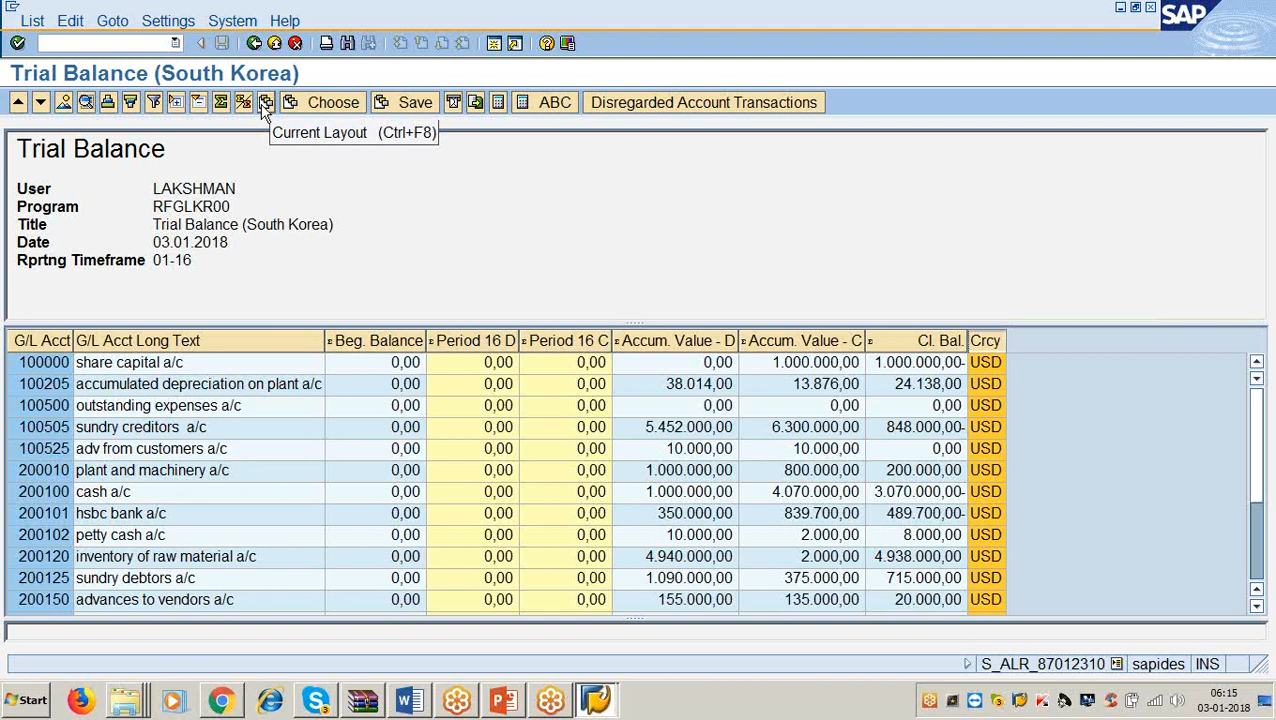 List Edit Goto Settings System Help
SAP
Trial Balance (South Korea)
Choose Save ABC Disregarded Account Transactions
Current Layout (Ctrl+F8)
Trial Balance
User LAKSHMAN
Program RFGLKR00
Title Trial Balance (South Korea)
Date 03.01.2018
Rprtng Timeframe 01-16
G/L Acct G/L Acct Long Text Beg. Balance Period 16 D Period 16 C Accum. Value - D Accum. Value - C Cl. Bal. Crcy
100000 share capital a/c 0,00 0,00 0,00 0,00 1.000.000,00 1.000.000,00- USD
100205 accumulated depreciation on plant a/c 0,00 0,00 0,00 38.014,00 13.876,00 24.138,00 USD
100500 outstanding expenses a/c 0,00 0,00 0,00 0,00 0,00 0,00 USD
100505 sundry creditors a/c 0,00 0,00 0,00 5.452.000,00 6.300.000,00 848.000,00- USD
100525 adv from customers a/c 0,00 0,00 0,00 10.000,00 10.000,00 0,00 USD
200010 plant and machinery a/c 0,00 0,00 0,00 1.000.000,00 800.000,00 200.000,00 USD
200100 cash a/c 0,00 0,00 0,00 1.000.000,00 4.070.000,00 3.070.000,00- USD
200101 hsbc bank a/c 0,00 0,00 0,00 350.000,00 839.700,00 489.700,00- USD
200102 petty cash a/c 0,00 0,00 0,00 10.000,00 2.000,00 8.000,00 USD
200120 inventory of raw material a/c 0,00 0,00 0,00 4.940.000,00 2.000,00 4.938.000,00 USD
200125 sundry debtors a/c 0,00 0,00 0,00 1.090.000,00 375.000,00 715.000,00 USD
200150 advances to vendors a/c 0,00 0,00 0,00 155.000,00 135.000,00 20.000,00 USD
S_ALR_87012310 sapides INS
Start 06:15
03-01-2018